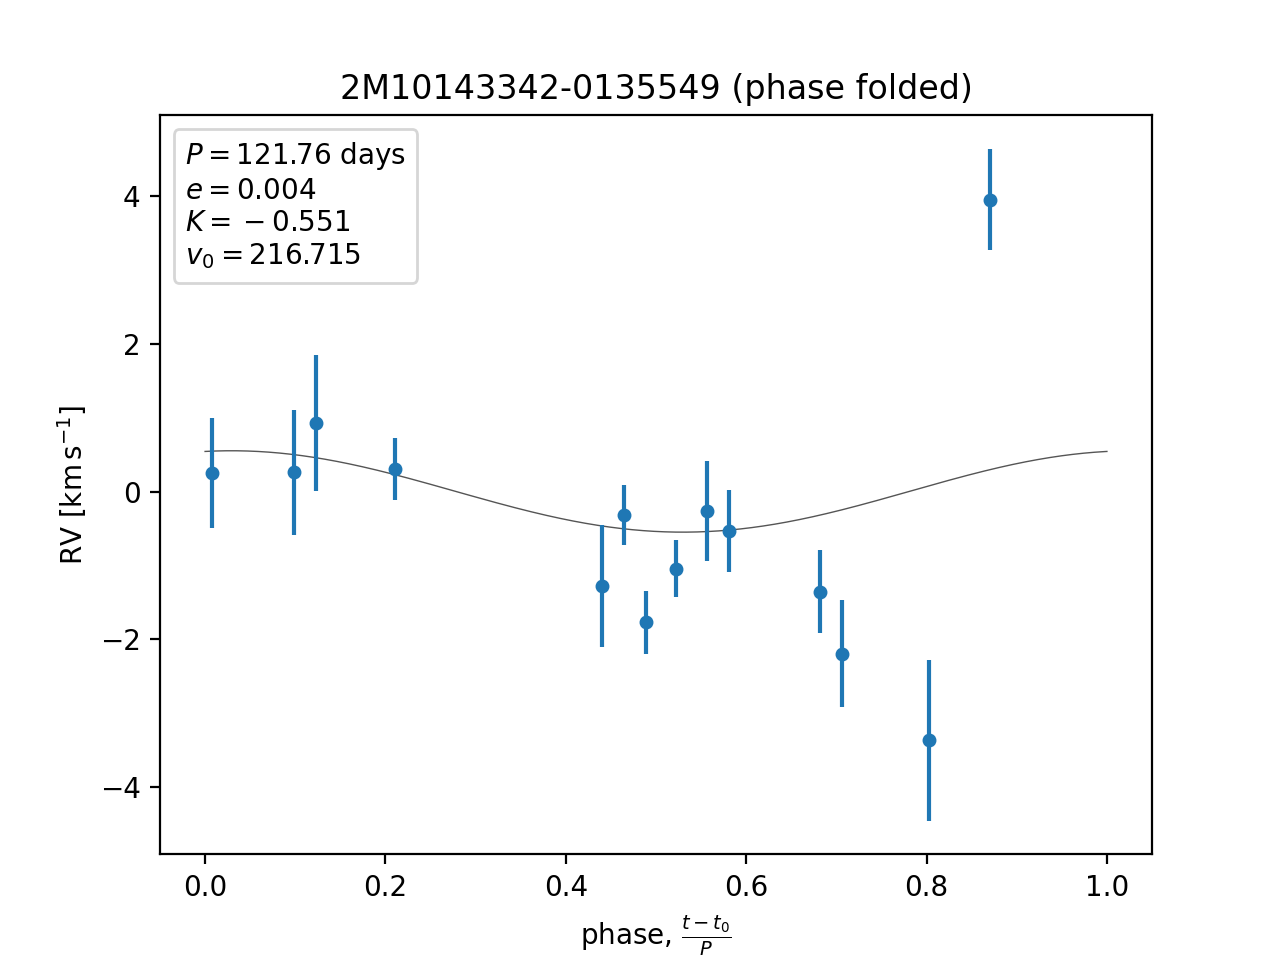 2M10143342-0135549 (phase folded)
P = 121.76 days
e = 0.004
K = −0.551
v₀ = 216.715
4
2
0
−2
−4
RV [km s⁻¹]
0.0 0.2 0.4 0.6 0.8 1.0
phase, (t − t₀)/P